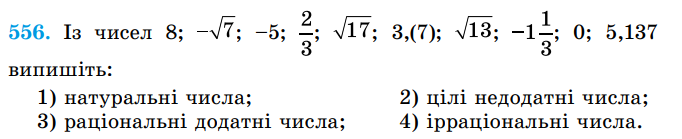 556. Із чисел 8; −√7; −5; 2/3; √17; 3,(7); √13; −1 1/3; 0; 5,137
випишіть:
1) натуральні числа; 2) цілі недодатні числа;
3) раціональні додатні числа; 4) ірраціональні числа.